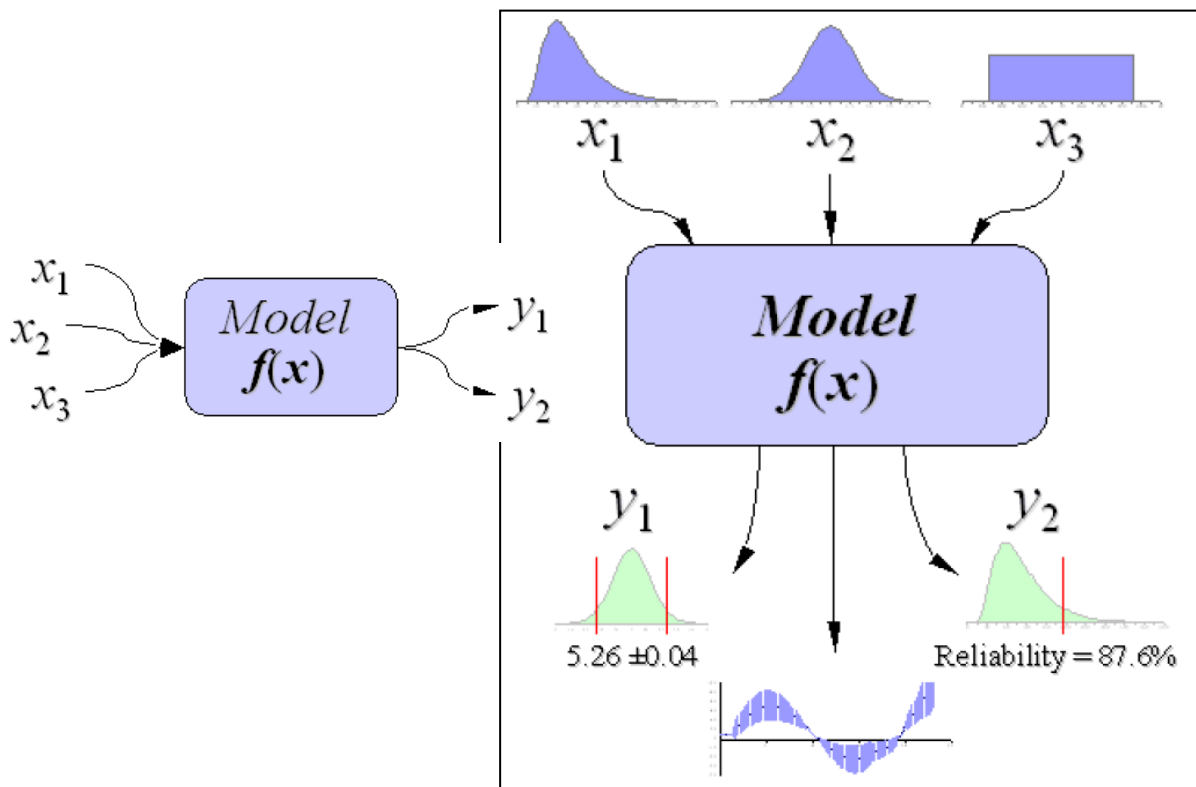 x1
x2
x3
Model
f(x)
y1
y2
x1
x2
x3
Model
f(x)
y1
y2
5.26 ±0.04
Reliability = 87.6%